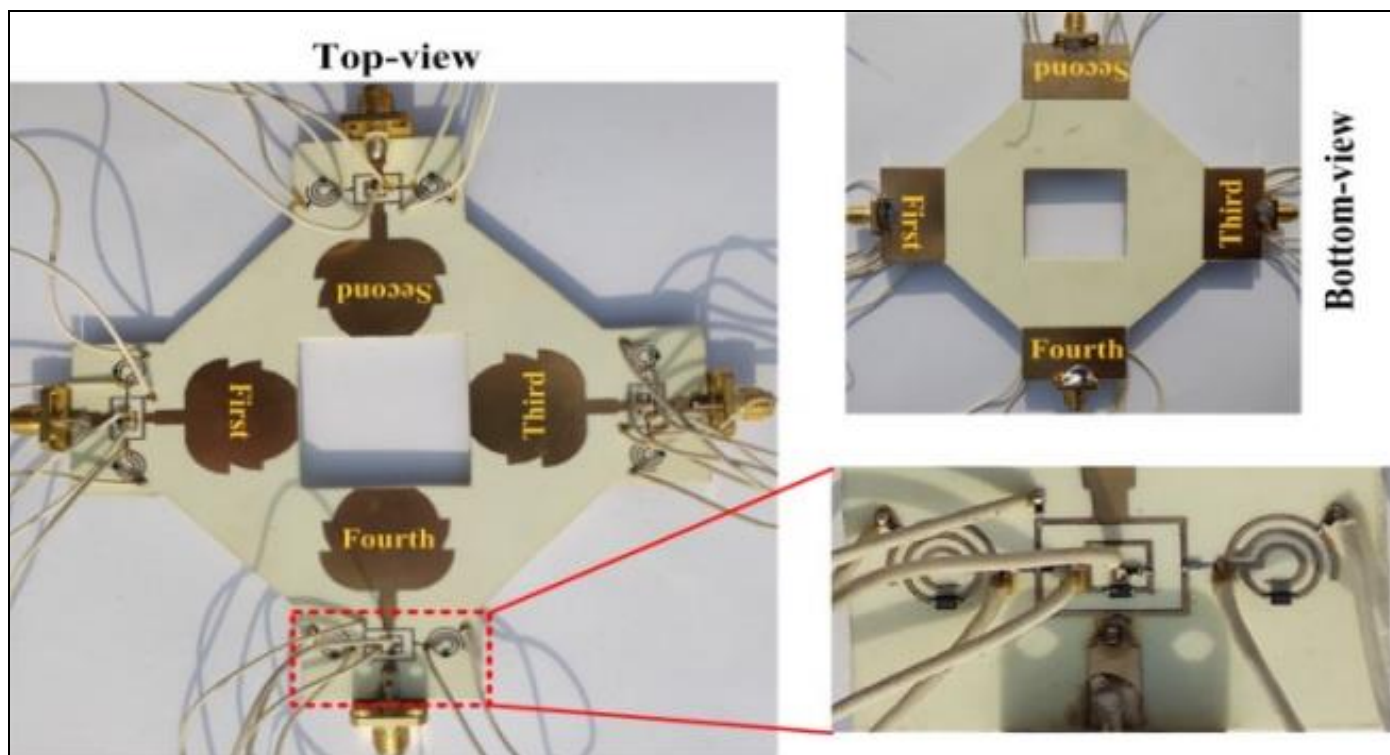 Top-view
Second
First
Third
Fourth
Second
First
Third
Fourth
Bottom-view